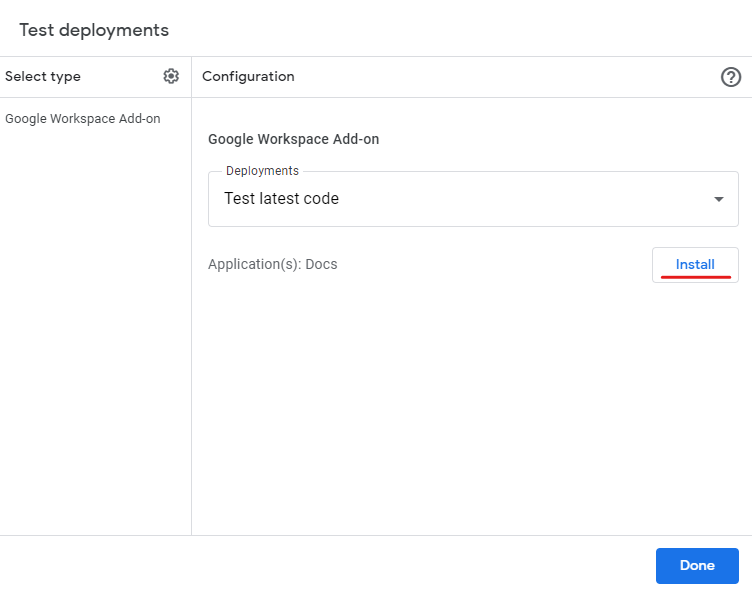 Test deployments
Select type
Configuration
Google Workspace Add-on
Google Workspace Add-on
Deployments
Test latest code
Application(s): Docs
Install
Done